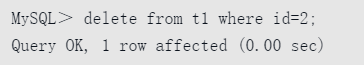 MySQL> delete from t1 where id=2;
Query OK, 1 row affected (0.00 sec)